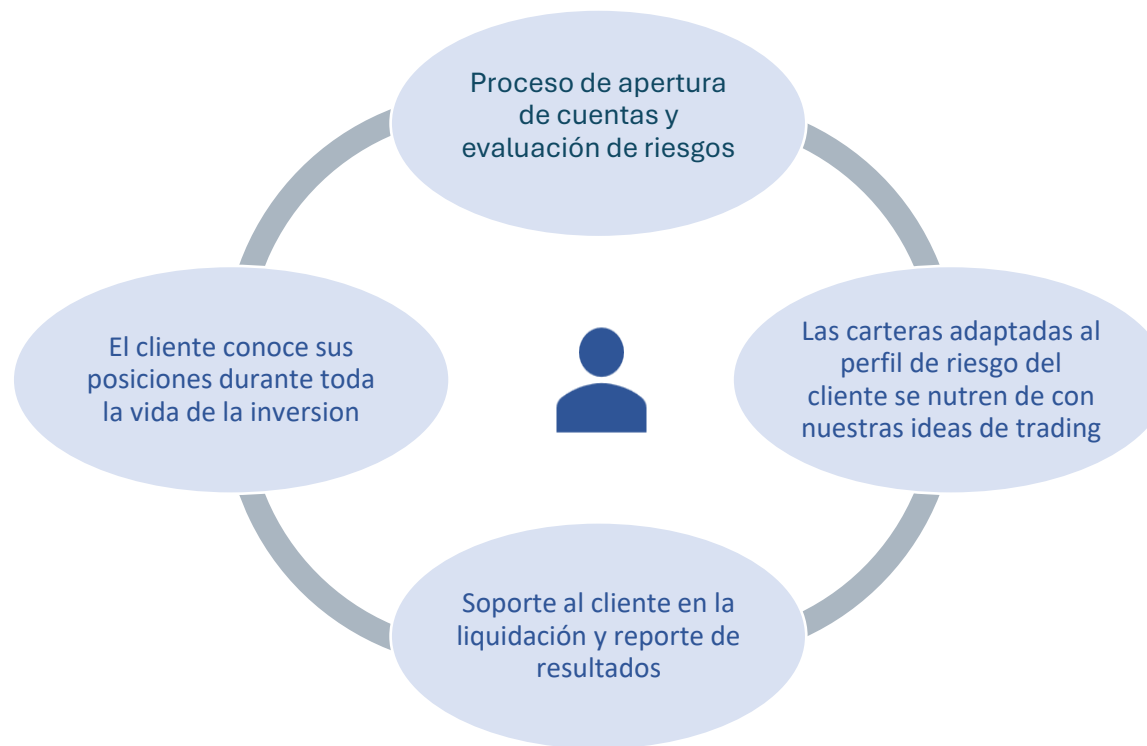 Proceso de apertura
de cuentas y
evaluación de riesgos
El cliente conoce sus
posiciones durante toda
la vida de la inversion
Las carteras adaptadas al
perfil de riesgo del
cliente se nutren de con
nuestras ideas de trading
Soporte al cliente en la
liquidación y reporte de
resultados